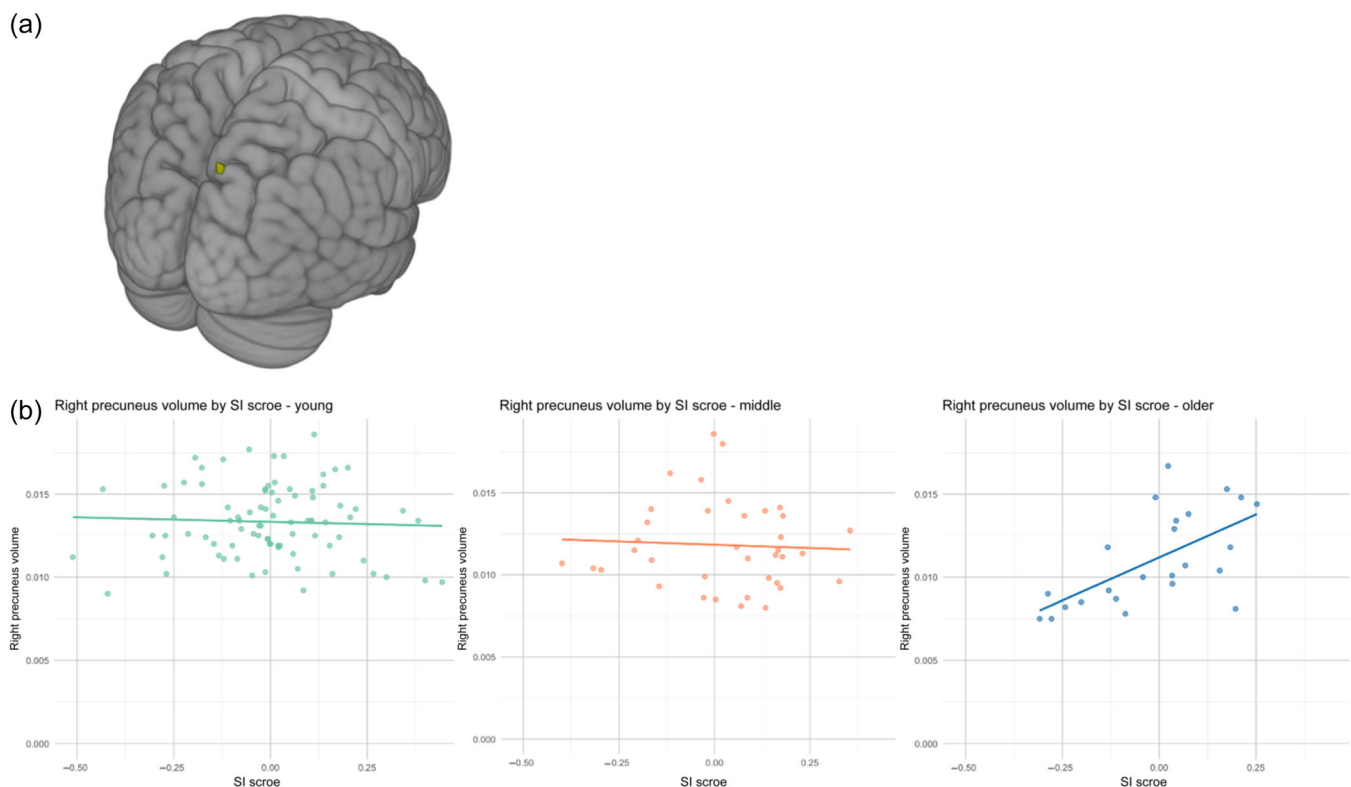 (a)
(b)
Right precuneus volume by SI scroe - young
Right precuneus volume
0.015
0.010
0.005
0.000
−0.50
−0.25
0.00
0.25
SI scroe
Right precuneus volume by SI scroe - middle
Right precuneus volume
0.015
0.010
0.005
0.000
−0.50
−0.25
0.00
0.25
SI scroe
Right precuneus volume by SI scroe - older
Right precuneus volume
0.015
0.010
0.005
0.000
−0.50
−0.25
0.00
0.25
SI scroe